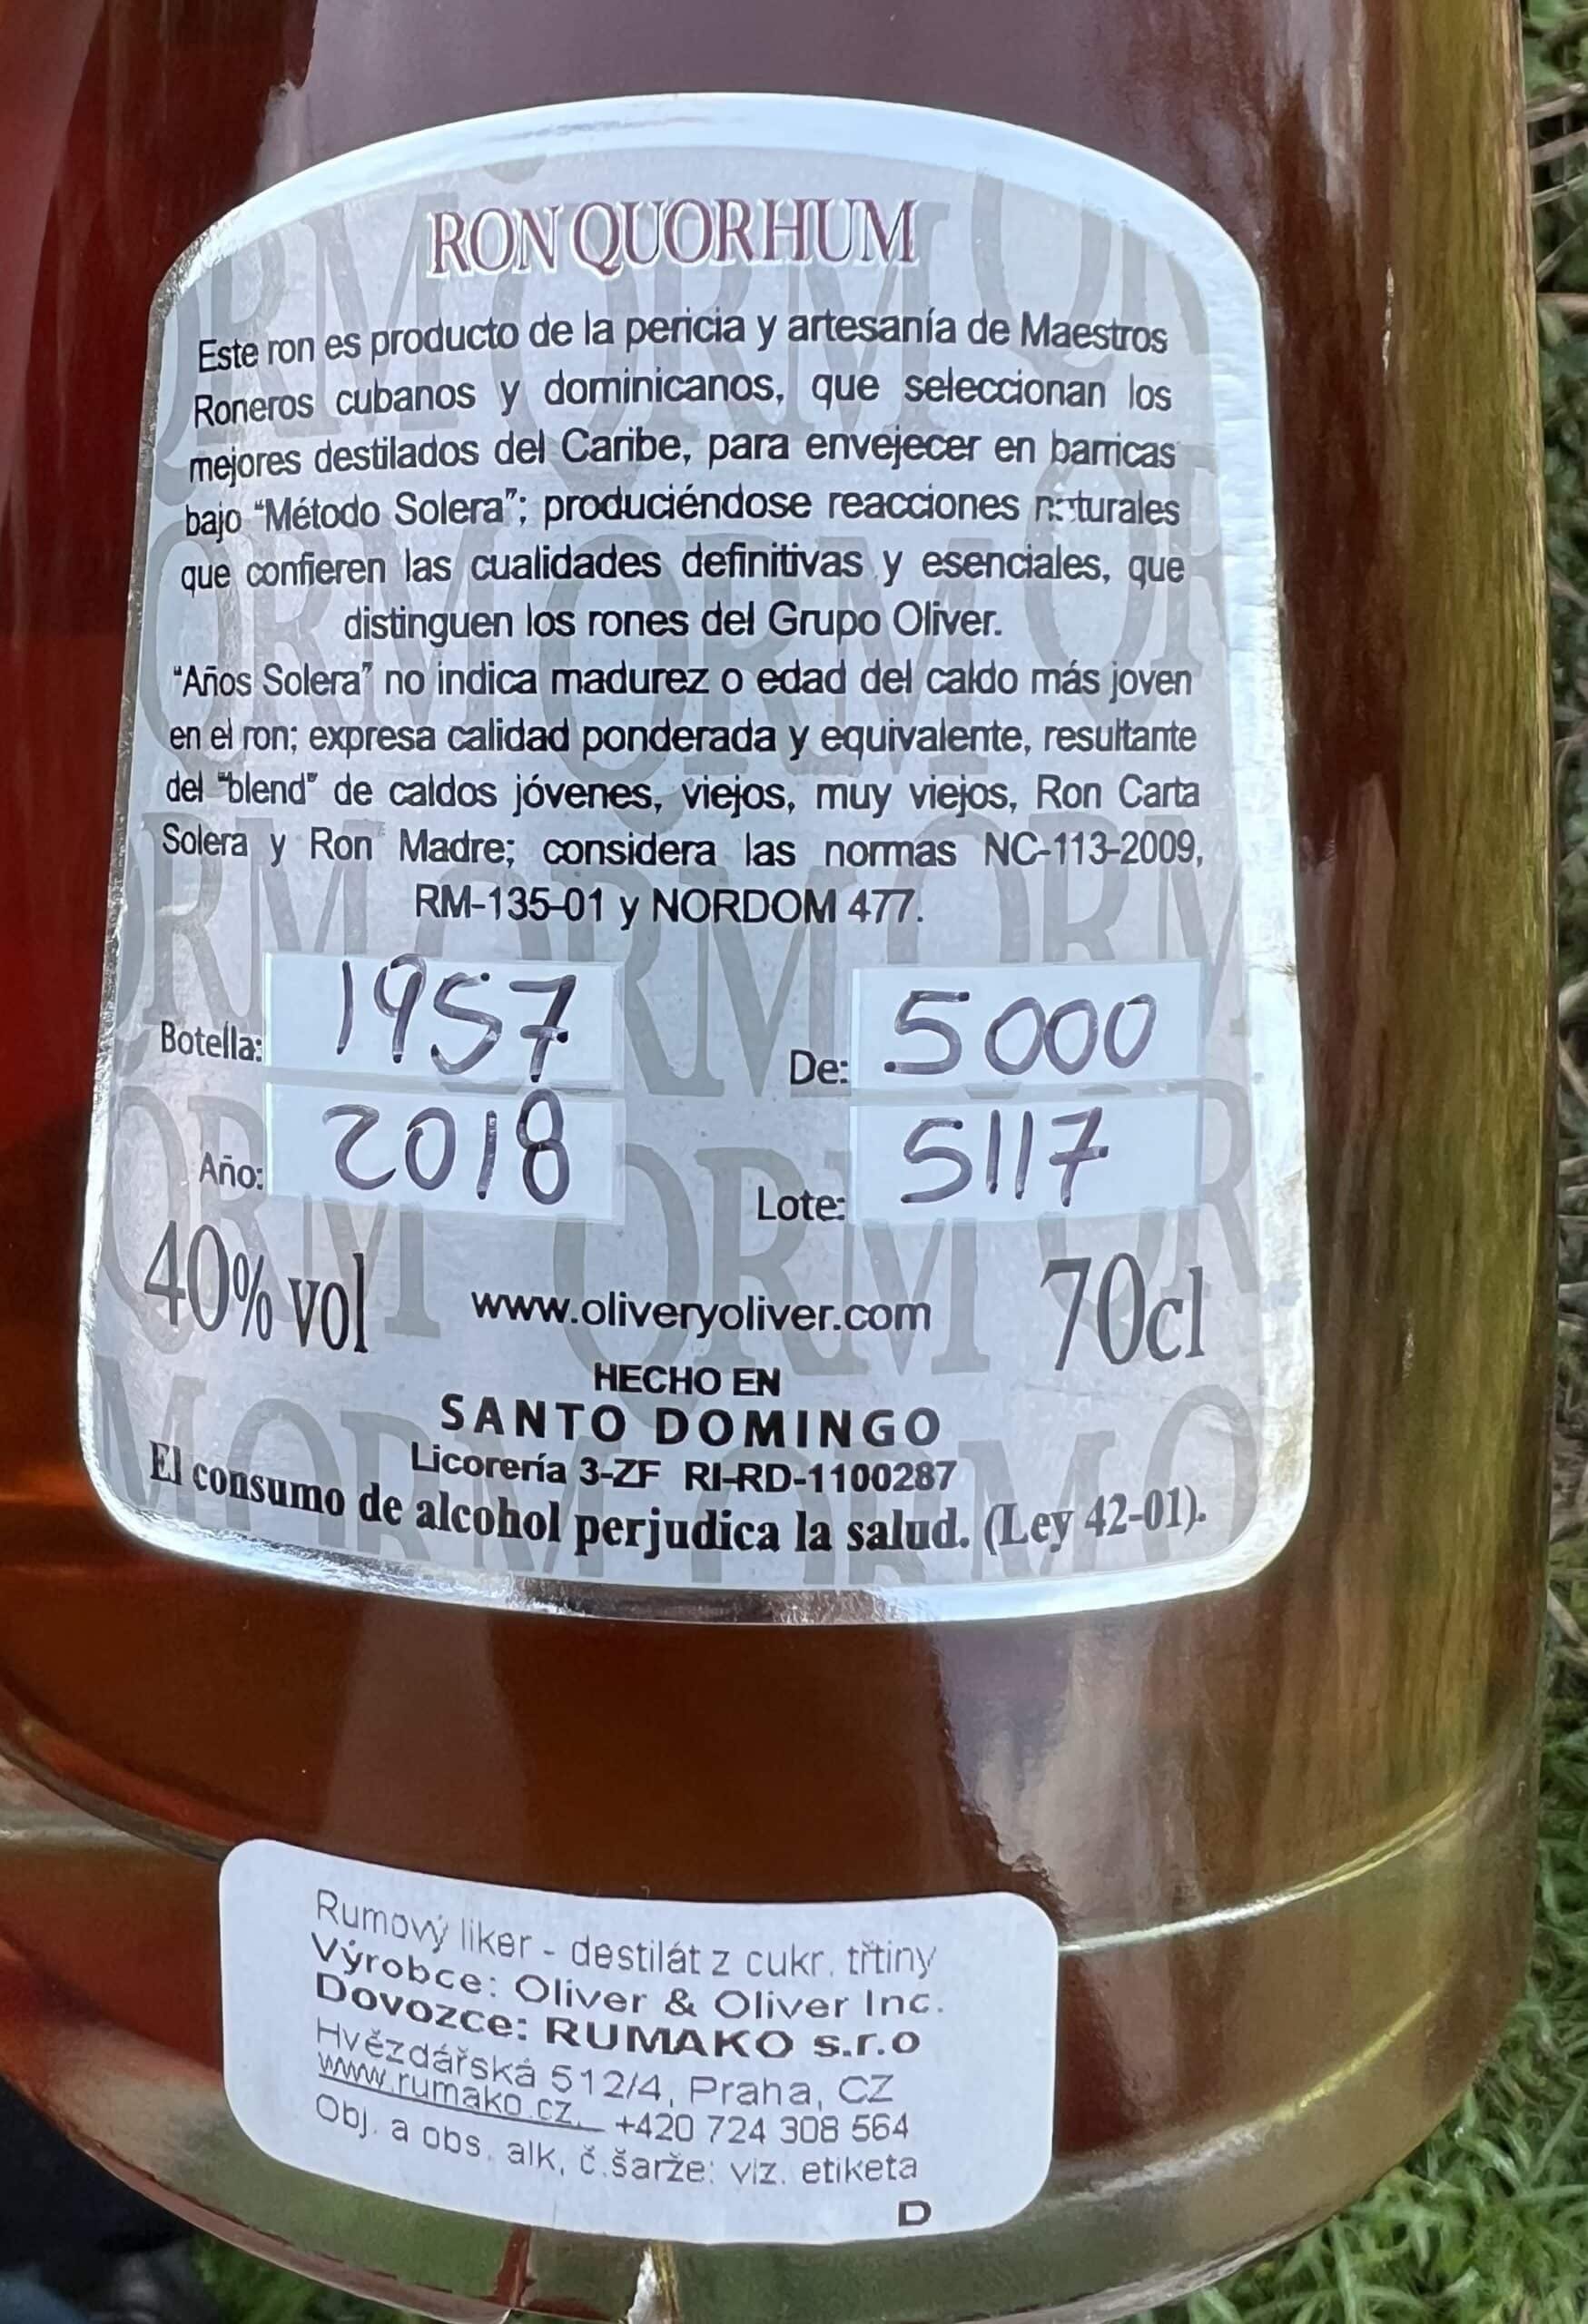 RON QUORHUM
Este ron es producto de la pericia y artesanía de Maestros
Roneros cubanos y dominicanos, que seleccionan los
mejores destilados del Caribe, para envejecer en barricas
bajo "Método Solera"; produciéndose reacciones naturales
que confieren las cualidades definitivas y esenciales, que
distinguen los rones del Grupo Oliver.
"Años Solera" no indica madurez o edad del caldo más joven
en el ron; expresa calidad ponderada y equivalente, resultante
del "blend" de caldos jóvenes, viejos, muy viejos, Ron Carta
Solera y Ron Madre; considera las normas NC-113-2009,
RM-135-01 y NORDOM 477.
Botella: 1957 De: 5000
Año: 2018 Lote: 5117
40% vol www.oliveryoliver.com 70cl
HECHO EN
SANTO DOMINGO
Licorería 3-ZF RI-RD-1100287
El consumo de alcohol perjudica la salud. (Ley 42-01).
Rumový liker - destilát z cukr. třtiny
Výrobce: Oliver & Oliver Inc.
Dovozce: RUMAKO s.r.o
Hvězdářská 512/4, Praha, CZ
www.rumako.cz, +420 724 308 564
Obj. a obs. alk, č.šarže: viz. etiketa
D